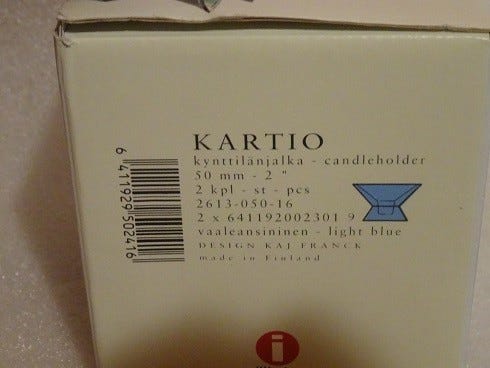 KARTIO
kynttilänjalka - candleholder
50 mm - 2 "
2 kpl - st - pcs
2613-050-16
2 x 641192002301 9
vaaleansininen - light blue
DESIGN KAJ FRANCK
made in Finland
6 411929 502416
i